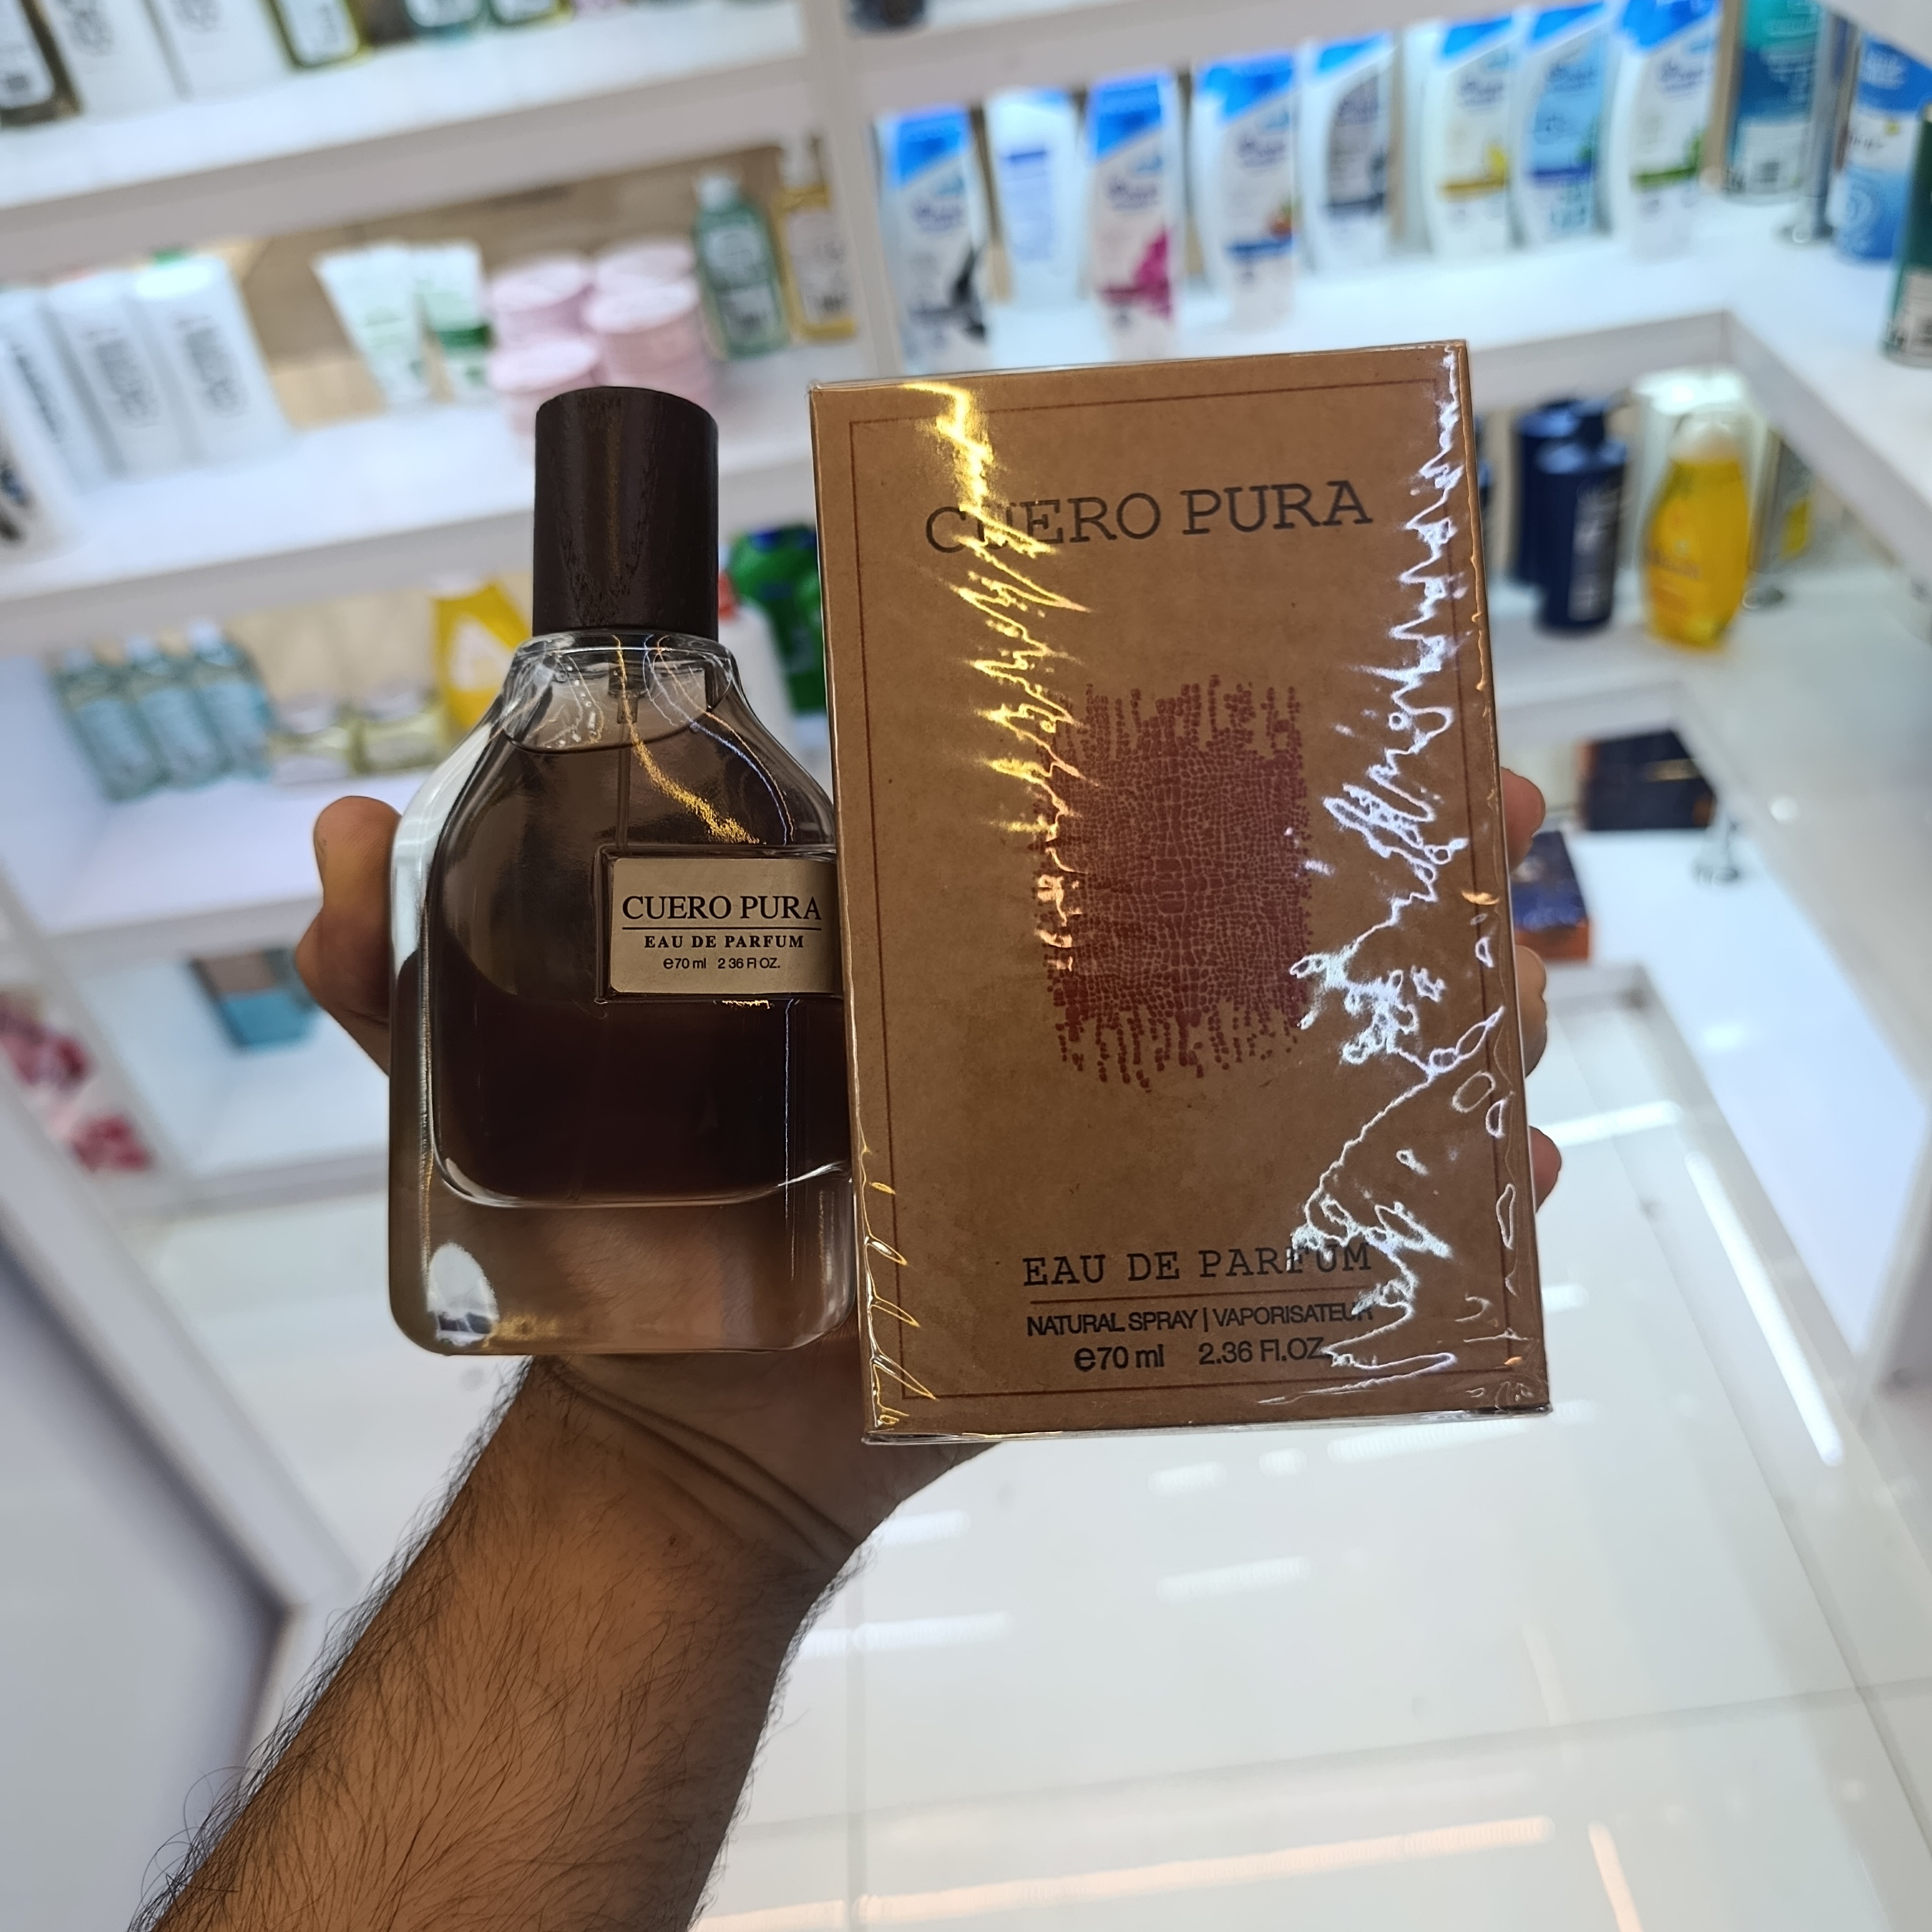 CUERO PURA
EAU DE PARFUM
e70 ml 2 36 Fl OZ.
CUERO PURA
EAU DE PARFUM
NATURAL SPRAY | VAPORISATEUR
e70 ml 2.36 Fl.OZ.